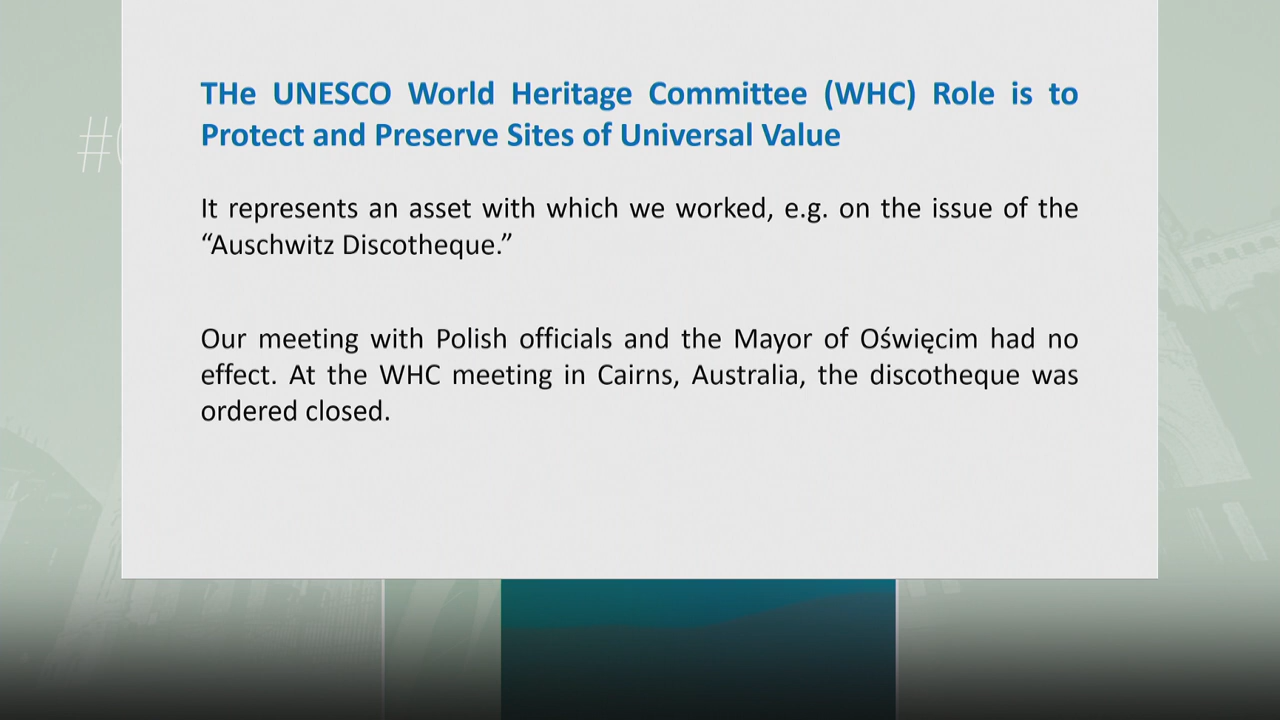 THe UNESCO World Heritage Committee (WHC) Role is to
Protect and Preserve Sites of Universal Value
It represents an asset with which we worked, e.g. on the issue of the
“Auschwitz Discotheque.”
Our meeting with Polish officials and the Mayor of Oświęcim had no
effect. At the WHC meeting in Cairns, Australia, the discotheque was
ordered closed.